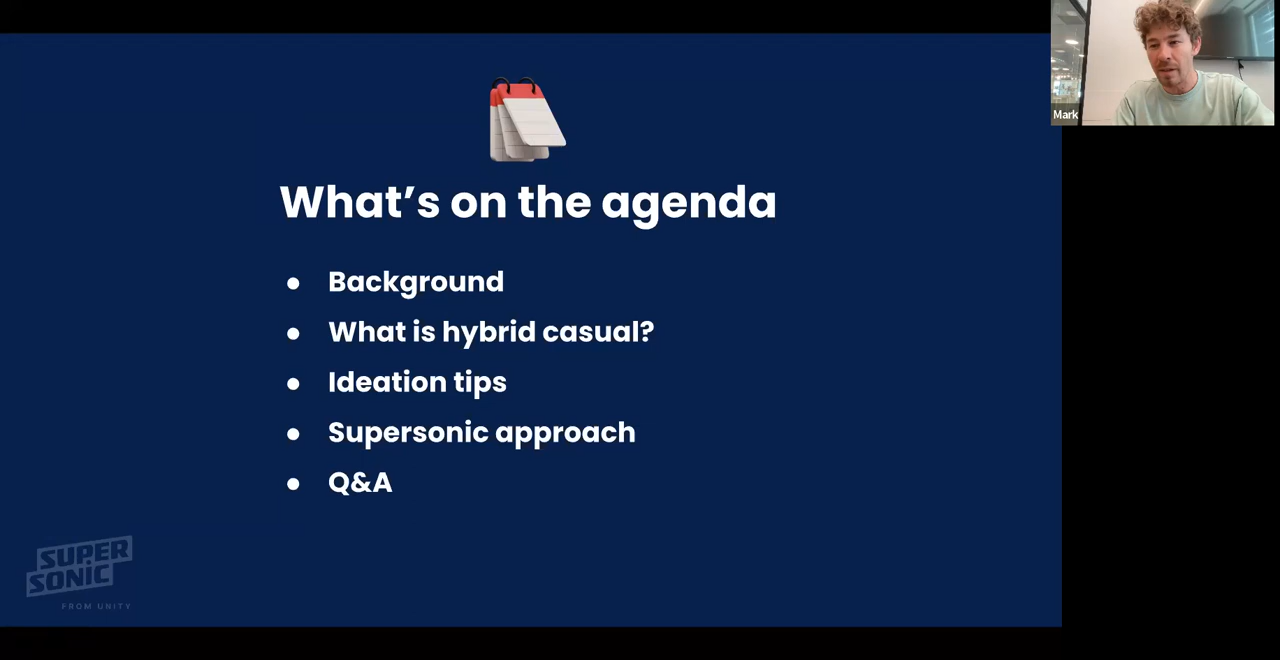 Mark
What’s on the agenda
● Background
● What is hybrid casual?
● Ideation tips
● Supersonic approach
● Q&A
SUPER
SONIC
FROM UNITY